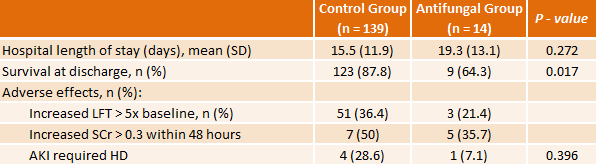 Control Group Antifungal Group P - value
(n = 139) (n = 14)
Hospital length of stay (days), mean (SD) 15.5 (11.9) 19.3 (13.1) 0.272
Survival at discharge, n (%) 123 (87.8) 9 (64.3) 0.017
Adverse effects, n (%):
Increased LFT > 5x baseline, n (%) 51 (36.4) 3 (21.4)
Increased SCr > 0.3 within 48 hours 7 (50) 5 (35.7)
AKI required HD 4 (28.6) 1 (7.1) 0.396